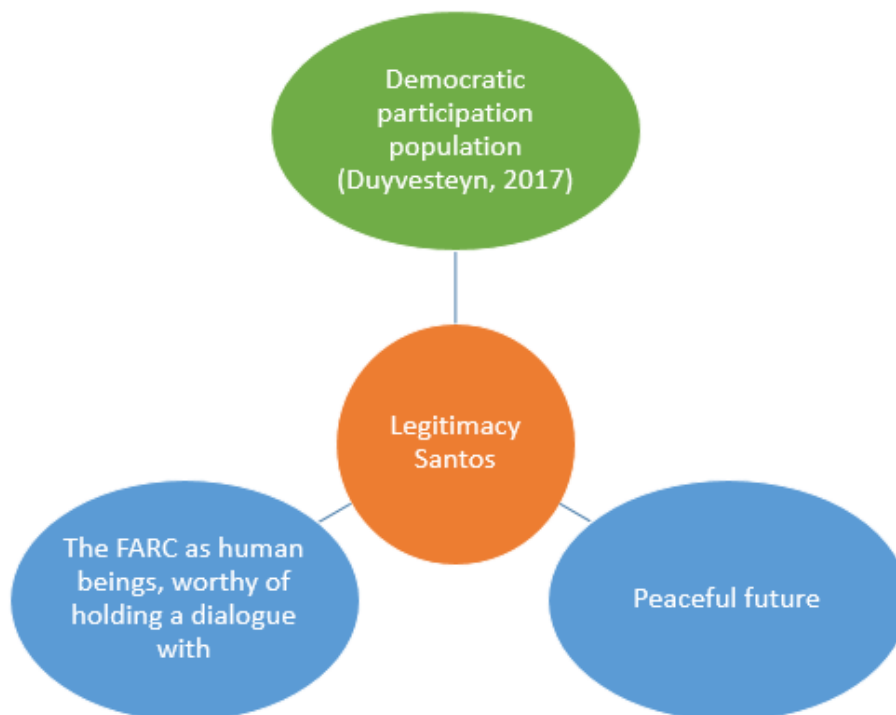 Democratic
participation
population
(Duyvesteyn, 2017)
Legitimacy
Santos
The FARC as human
beings, worthy of
holding a dialogue
with
Peaceful future